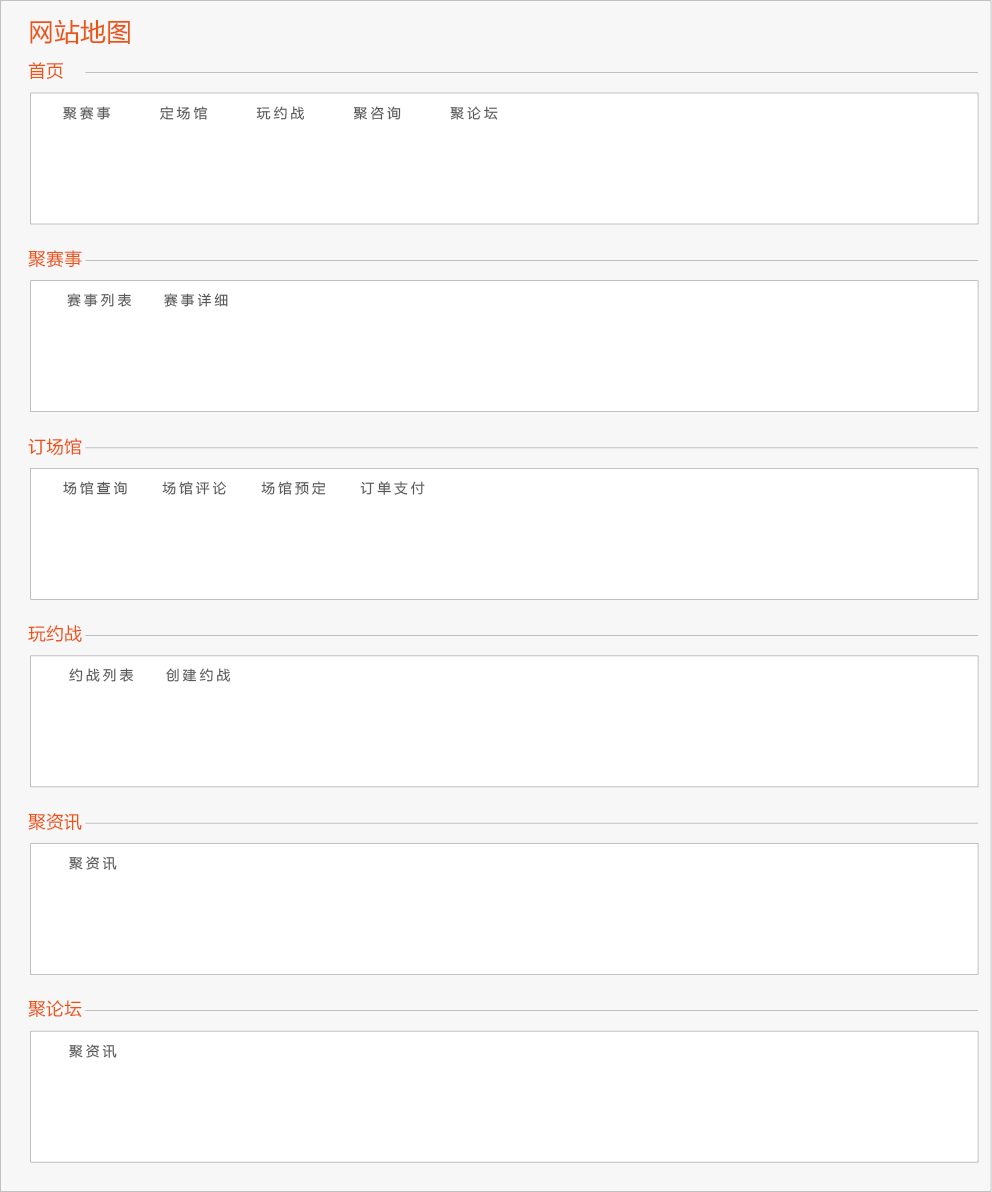 网站地图
首页
聚赛事 定场馆 玩约战 聚咨询 聚论坛
聚赛事
赛事列表 赛事详细
订场馆
场馆查询 场馆评论 场馆预定 订单支付
玩约战
约战列表 创建约战
聚资讯
聚资讯
聚论坛
聚资讯